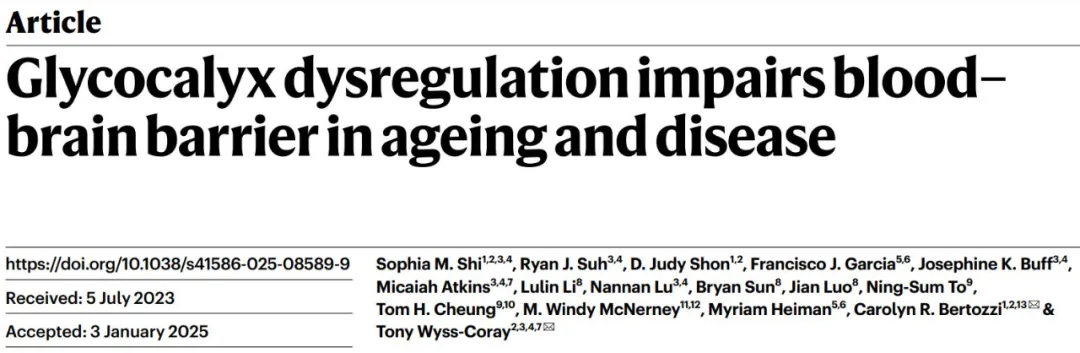 Article
Glycocalyx dysregulation impairs blood–
brain barrier in ageing and disease
https://doi.org/10.1038/s41586-025-08589-9
Received: 5 July 2023
Accepted: 3 January 2025
Sophia M. Shi1,2,3,4, Ryan J. Suh3,4, D. Judy Shon1,2, Francisco J. Garcia5,6, Josephine K. Buff3,4,
Micaiah Atkins3,4,7, Lulin Li8, Nannan Lu3,4, Bryan Sun8, Jian Luo8, Ning-Sum To9,
Tom H. Cheung9,10, M. Windy McNerney11,12, Myriam Heiman5,6, Carolyn R. Bertozzi1,2,13✉ &
Tony Wyss-Coray2,3,4,7✉